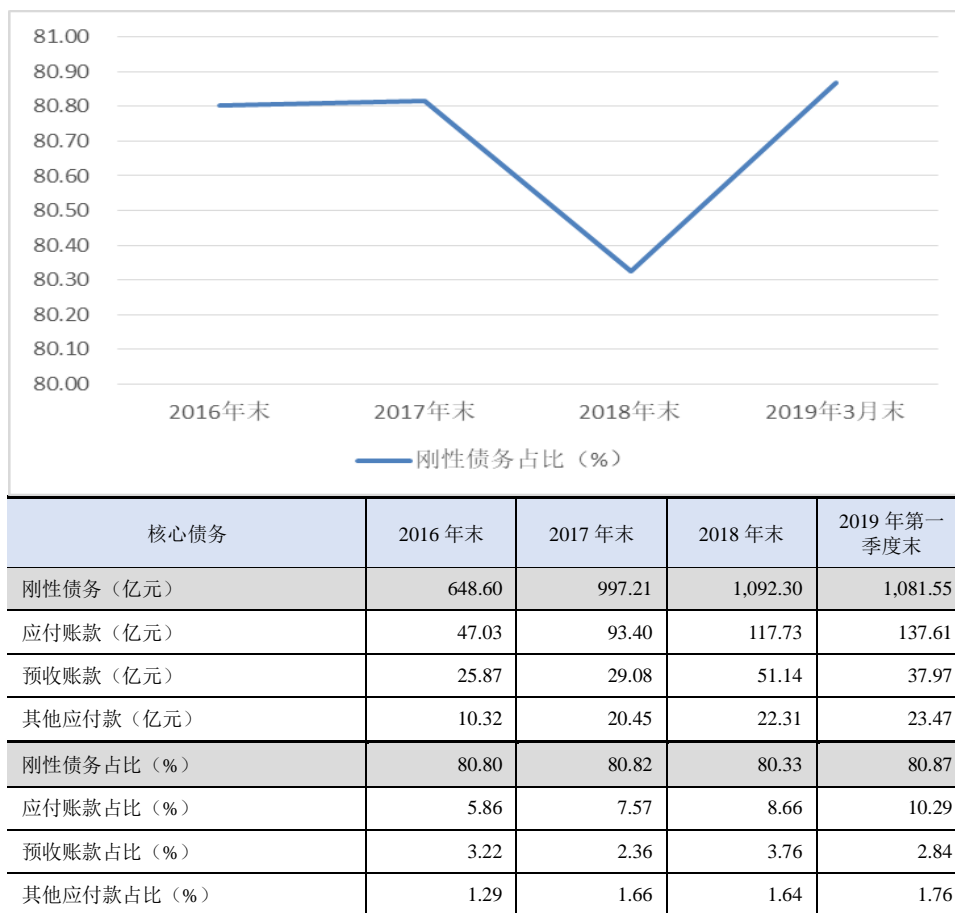 81.00
80.90
80.80
80.70
80.60
80.50
80.40
80.30
80.20
80.10
80.00
2016年末 2017年末 2018年末 2019年3月末
刚性债务占比（%）
核心债务 2016 年末 2017 年末 2018 年末 2019 年第一
季度末
刚性债务（亿元） 648.60 997.21 1,092.30 1,081.55
应付账款（亿元） 47.03 93.40 117.73 137.61
预收账款（亿元） 25.87 29.08 51.14 37.97
其他应付款（亿元） 10.32 20.45 22.31 23.47
刚性债务占比（%） 80.80 80.82 80.33 80.87
应付账款占比（%） 5.86 7.57 8.66 10.29
预收账款占比（%） 3.22 2.36 3.76 2.84
其他应付款占比（%） 1.29 1.66 1.64 1.76